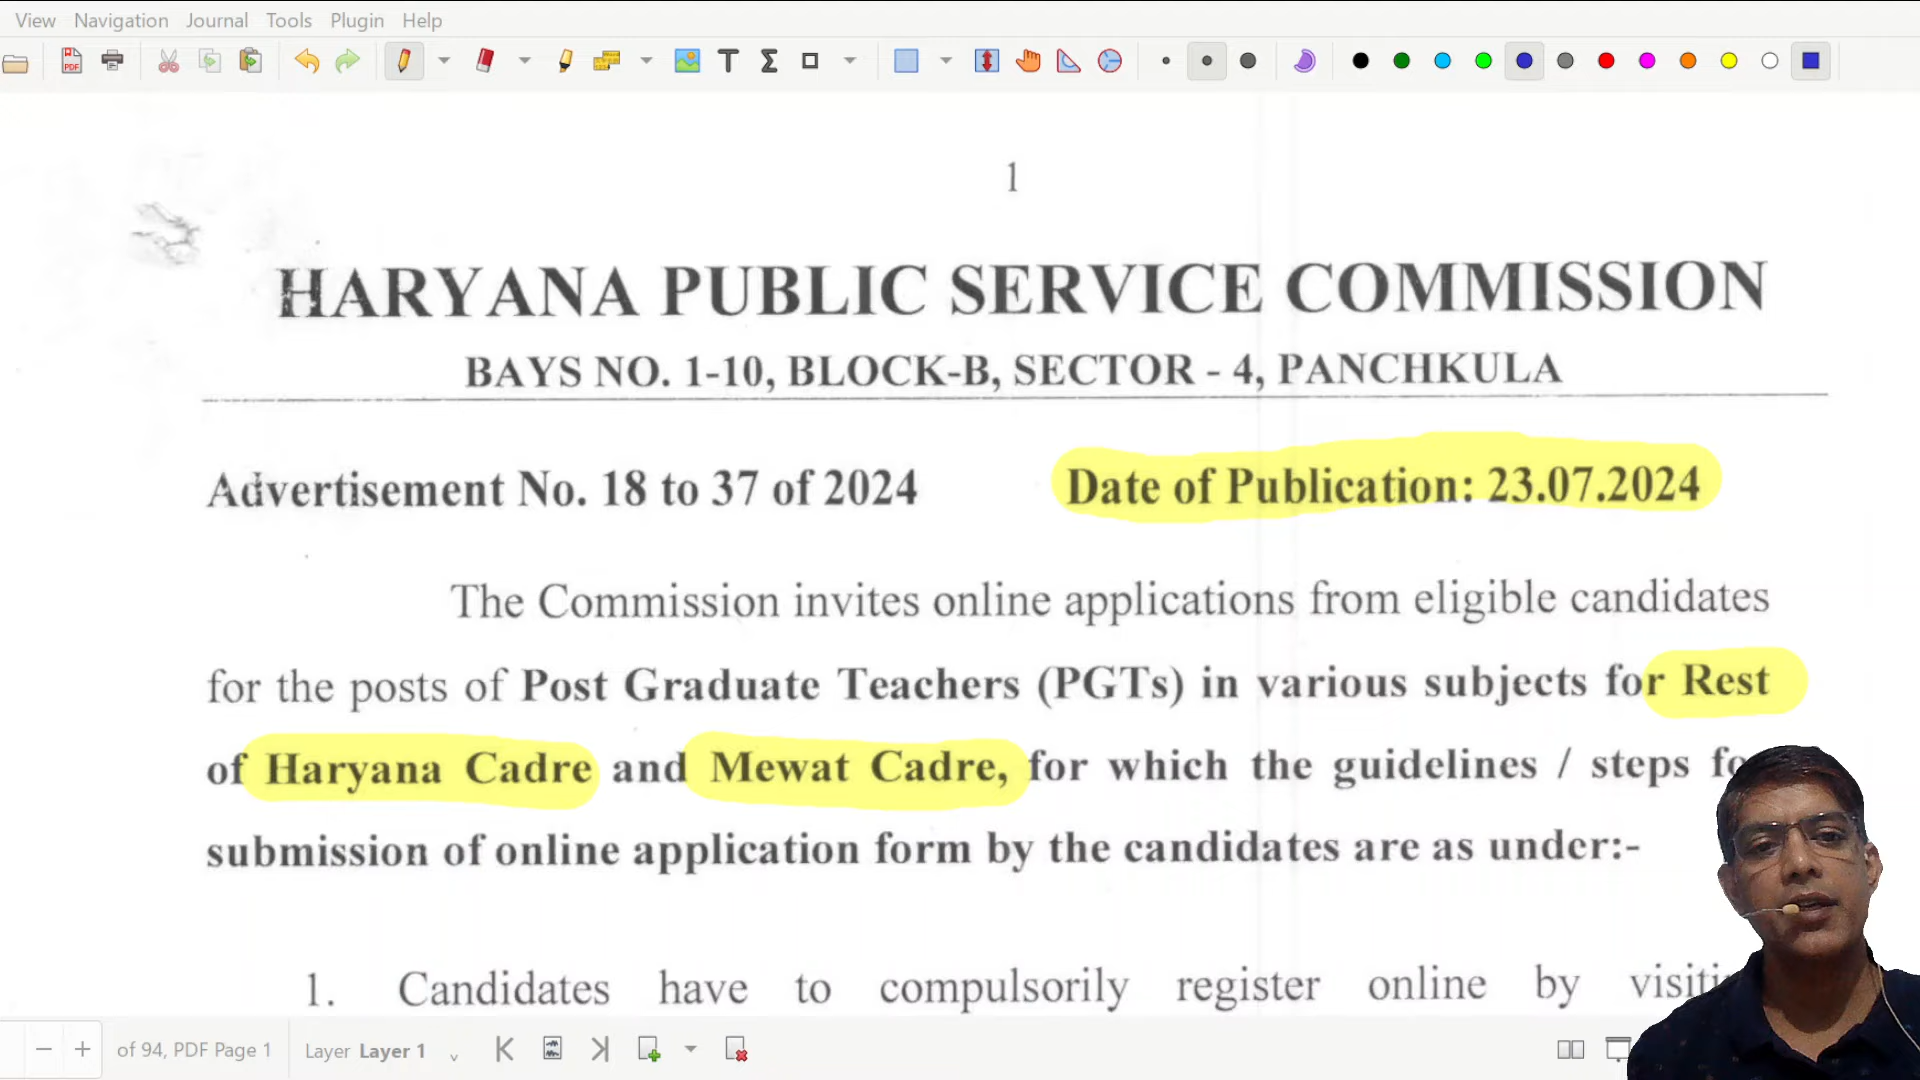 View Navigation Journal Tools Plugin Help
1
HARYANA PUBLIC SERVICE COMMISSION
BAYS NO. 1-10, BLOCK-B, SECTOR - 4, PANCHKULA
Advertisement No. 18 to 37 of 2024 Date of Publication: 23.07.2024
The Commission invites online applications from eligible candidates
for the posts of Post Graduate Teachers (PGTs) in various subjects for Rest
of Haryana Cadre and Mewat Cadre, for which the guidelines / steps for
submission of online application form by the candidates are as under:-
1. Candidates have to compulsorily register online by
of 94, PDF Page 1 Layer Layer 1